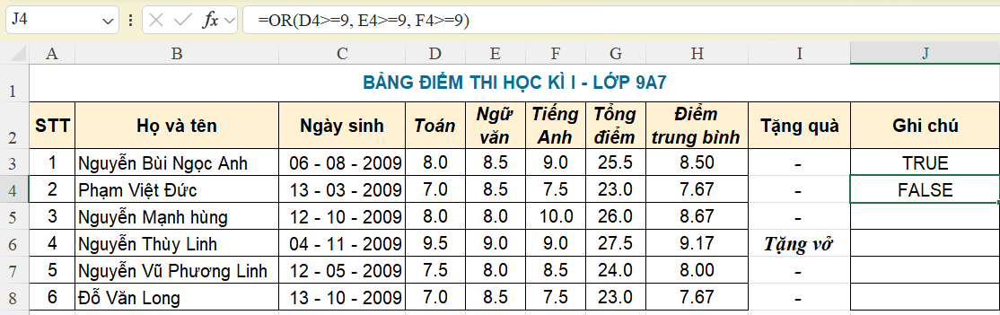 J4 fx =OR(D4>=9, E4>=9, F4>=9)
A B C D E F G H I J
1 BẢNG ĐIỂM THI HỌC KÌ I - LỚP 9A7
2 STT Họ và tên Ngày sinh Toán Ngữ văn Tiếng Anh Tổng điểm Điểm trung bình Tặng quà Ghi chú
3 1 Nguyễn Bùi Ngọc Anh 06 - 08 - 2009 8.0 8.5 9.0 25.5 8.50 - TRUE
4 2 Phạm Việt Đức 13 - 03 - 2009 7.0 8.5 7.5 23.0 7.67 - FALSE
5 3 Nguyễn Mạnh hùng 12 - 10 - 2009 8.0 8.0 10.0 26.0 8.67 -
6 4 Nguyễn Thùy Linh 04 - 11 - 2009 9.5 9.0 9.0 27.5 9.17 Tặng vở
7 5 Nguyễn Vũ Phương Linh 12 - 05 - 2009 7.5 8.0 8.5 24.0 8.00 -
8 6 Đỗ Văn Long 13 - 10 - 2009 7.0 8.5 7.5 23.0 7.67 -